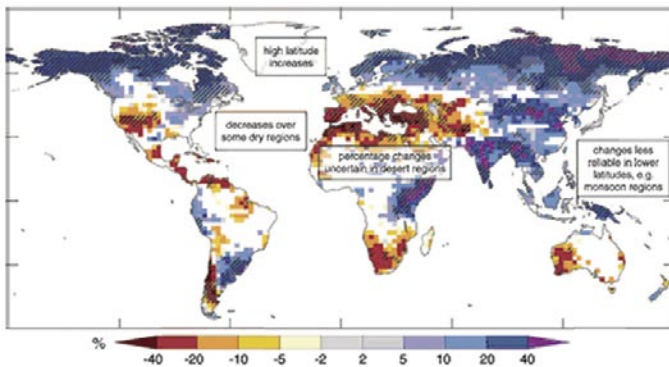 high latitude
increases
decreases over
some dry regions
percentage changes
uncertain in desert regions
changes less
reliable in lower
latitudes, e.g.
monsoon regions
%
-40 -20 -10 -5 -2 2 5 10 20 40